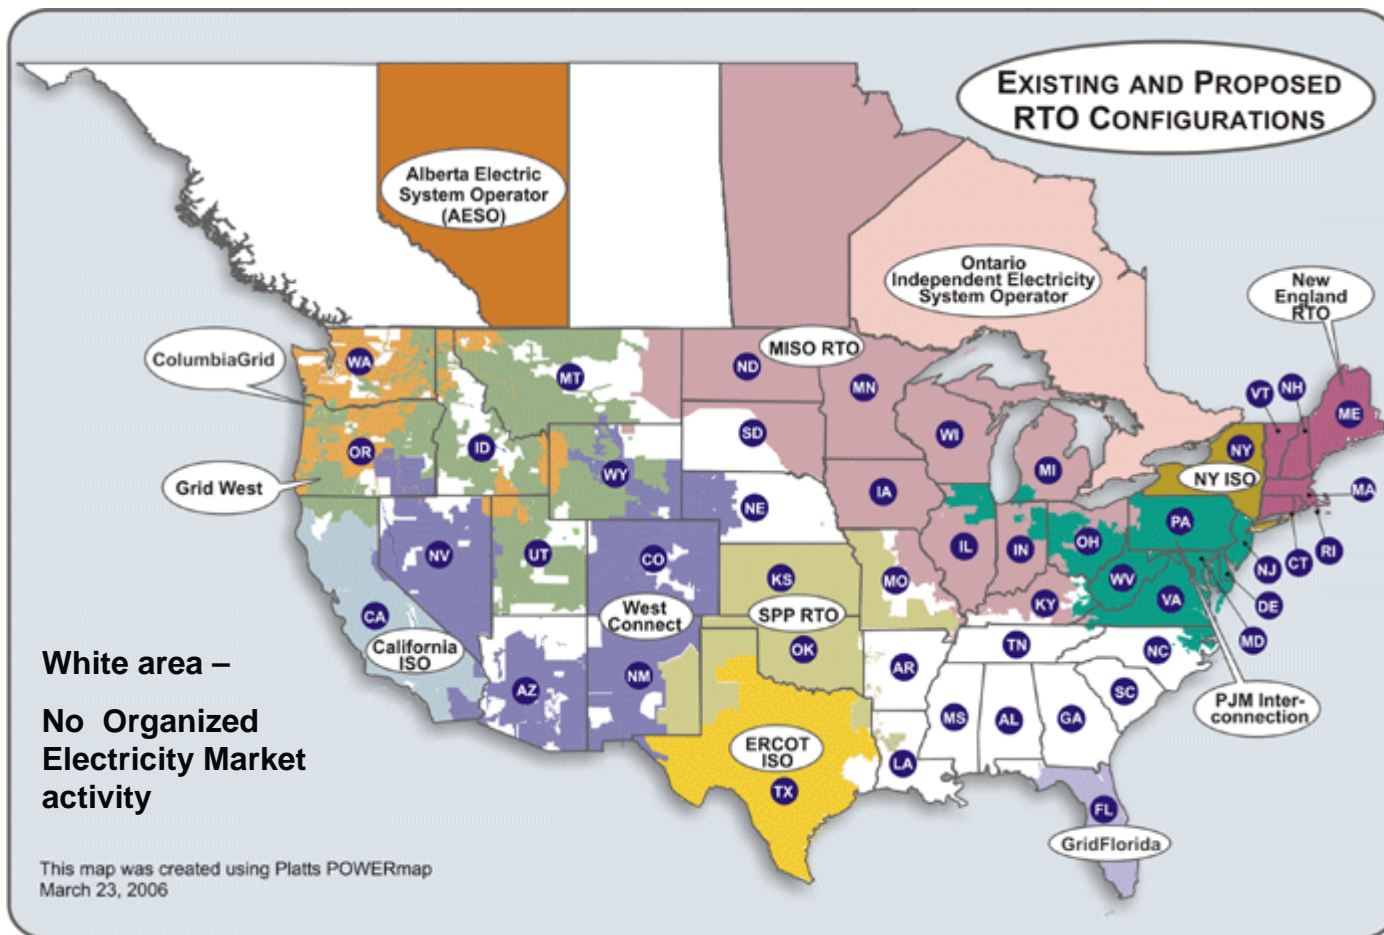 EXISTING AND PROPOSED
RTO CONFIGURATIONS
Alberta Electric
System Operator
(AESO)
Ontario
Independent Electricity
System Operator
New
England
RTO
ColumbiaGrid
MISO RTO
WA
MT
ND
MN
VT
NH
ME
OR
ID
SD
WI
MI
NY
NY ISO
Grid West
WY
NE
IA
MA
NV
UT
CO
KS
MO
IL
IN
OH
PA
WV
VA
KY
NJ
CT
RI
DE
MD
CA
California
ISO
West
Connect
SPP RTO
OK
AZ
NM
AR
TN
NC
SC
MS
AL
GA
PJM Inter-
connection
ERCOT
ISO
TX
LA
FL
GridFlorida
White area –
No Organized
Electricity Market
activity
This map was created using Platts POWERmap
March 23, 2006